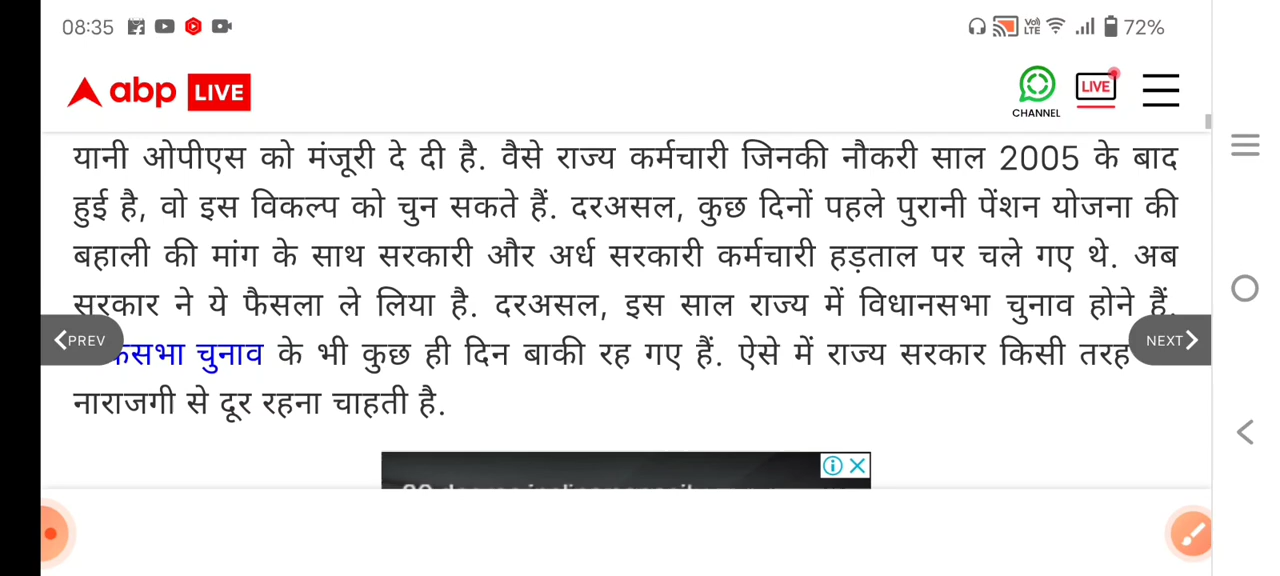 08:35 Vo) LTE 72%
abp LIVE
LIVE
CHANNEL
यानी ओपीएस को मंजूरी दे दी है. वैसे राज्य कर्मचारी जिनकी नौकरी साल 2005 के बाद
हुई है, वो इस विकल्प को चुन सकते हैं. दरअसल, कुछ दिनों पहले पुरानी पेंशन योजना की
बहाली की मांग के साथ सरकारी और अर्ध सरकारी कर्मचारी हड़ताल पर चले गए थे. अब
सरकार ने ये फैसला ले लिया है. दरअसल, इस साल राज्य में विधानसभा चुनाव होने हैं.
PREV
NEXT
चुनाव के भी कुछ ही दिन बाकी रह गए हैं. ऐसे में राज्य सरकार किसी तरह
नाराजगी से दूर रहना चाहती है.